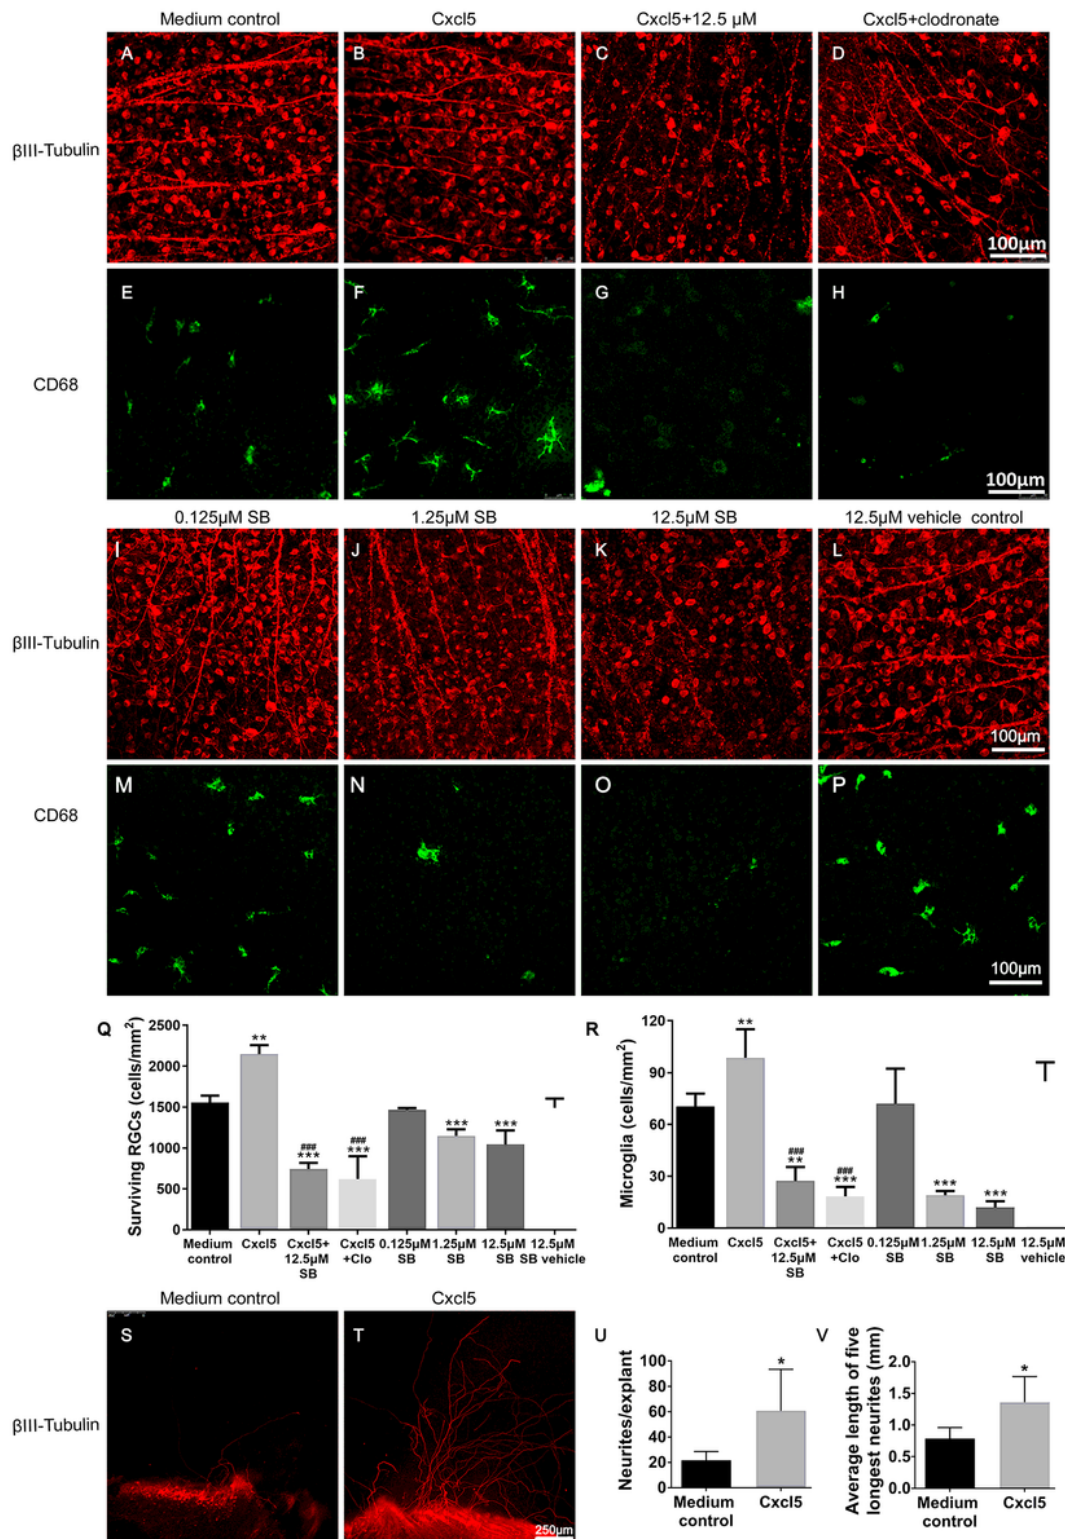 Medium control Cxcl5 Cxcl5+12.5 µM Cxcl5+clodronate
A B C D
βIII-Tubulin
100µm
E F G H
CD68
100µm
0.125µM SB 1.25µM SB 12.5µM SB 12.5µM vehicle control
I J K L
βIII-Tubulin
100µm
M N O P
CD68
100µm
Q
Surviving RGCs (cells/mm²)
2500
2000
1500
1000
500
0
**
###
***
###
***
***
***
Medium control
Cxcl5
Cxcl5+ 12.5µM SB
Cxcl5 +Clo
0.125µM SB
1.25µM SB
12.5µM SB
12.5µM SB vehicle
R
Microglia (cells/mm²)
120
90
60
30
0
**
###
**
###
***
***
***
Medium control
Cxcl5
Cxcl5+ 12.5µM SB
Cxcl5 +Clo
0.125µM SB
1.25µM SB
12.5µM SB
12.5µM vehicle
Medium control Cxcl5
S T
βIII-Tubulin
250µm
U
Neurites/explant
100
80
60
40
20
0
*
Medium control
Cxcl5
V
Average length of five
longest neurites (mm)
2.0
1.5
1.0
0.5
0.0
*
Medium control
Cxcl5